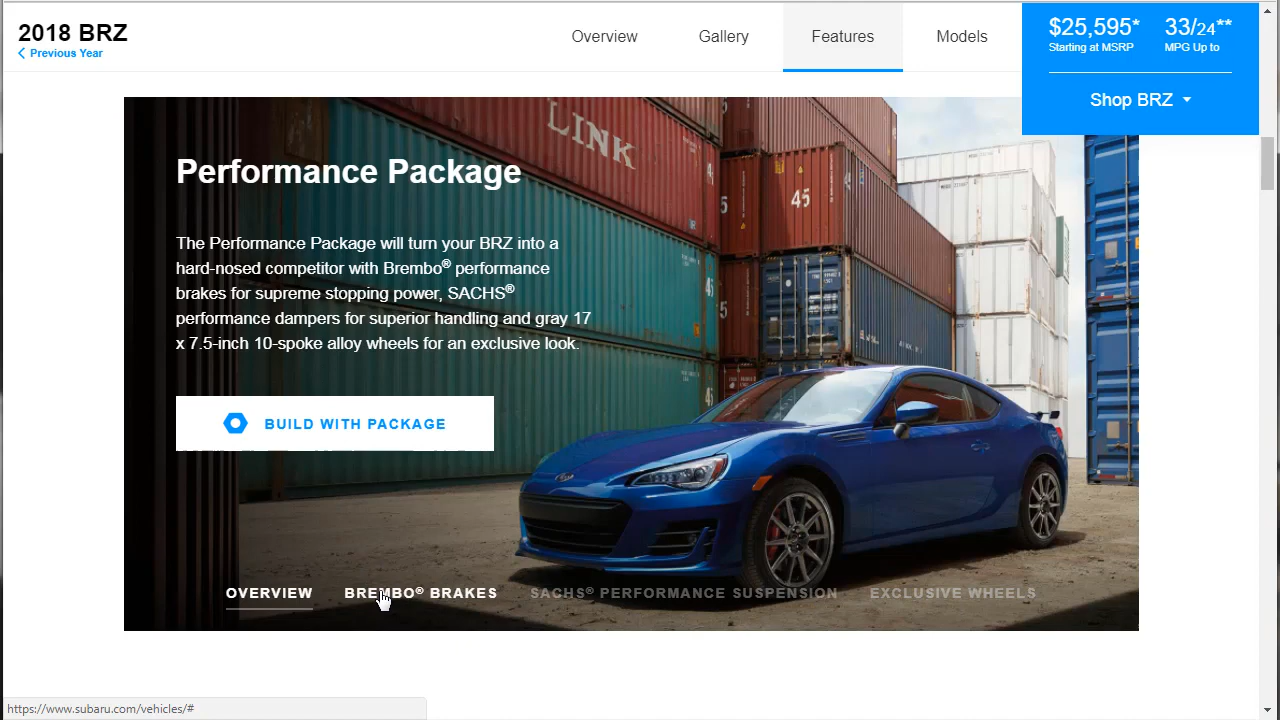 2018 BRZ
Previous Year
Overview
Gallery
Features
Models
$25,595* 33/24**
Starting at MSRP MPG Up to
Shop BRZ
LINK
45
Performance Package
The Performance Package will turn your BRZ into a
hard-nosed competitor with Brembo® performance
brakes for supreme stopping power, SACHS®
performance dampers for superior handling and gray 17
x 7.5-inch 10-spoke alloy wheels for an exclusive look.
BUILD WITH PACKAGE
OVERVIEW
BREMBO® BRAKES
SACHS® PERFORMANCE SUSPENSION
EXCLUSIVE WHEELS
https://www.subaru.com/vehicles/#